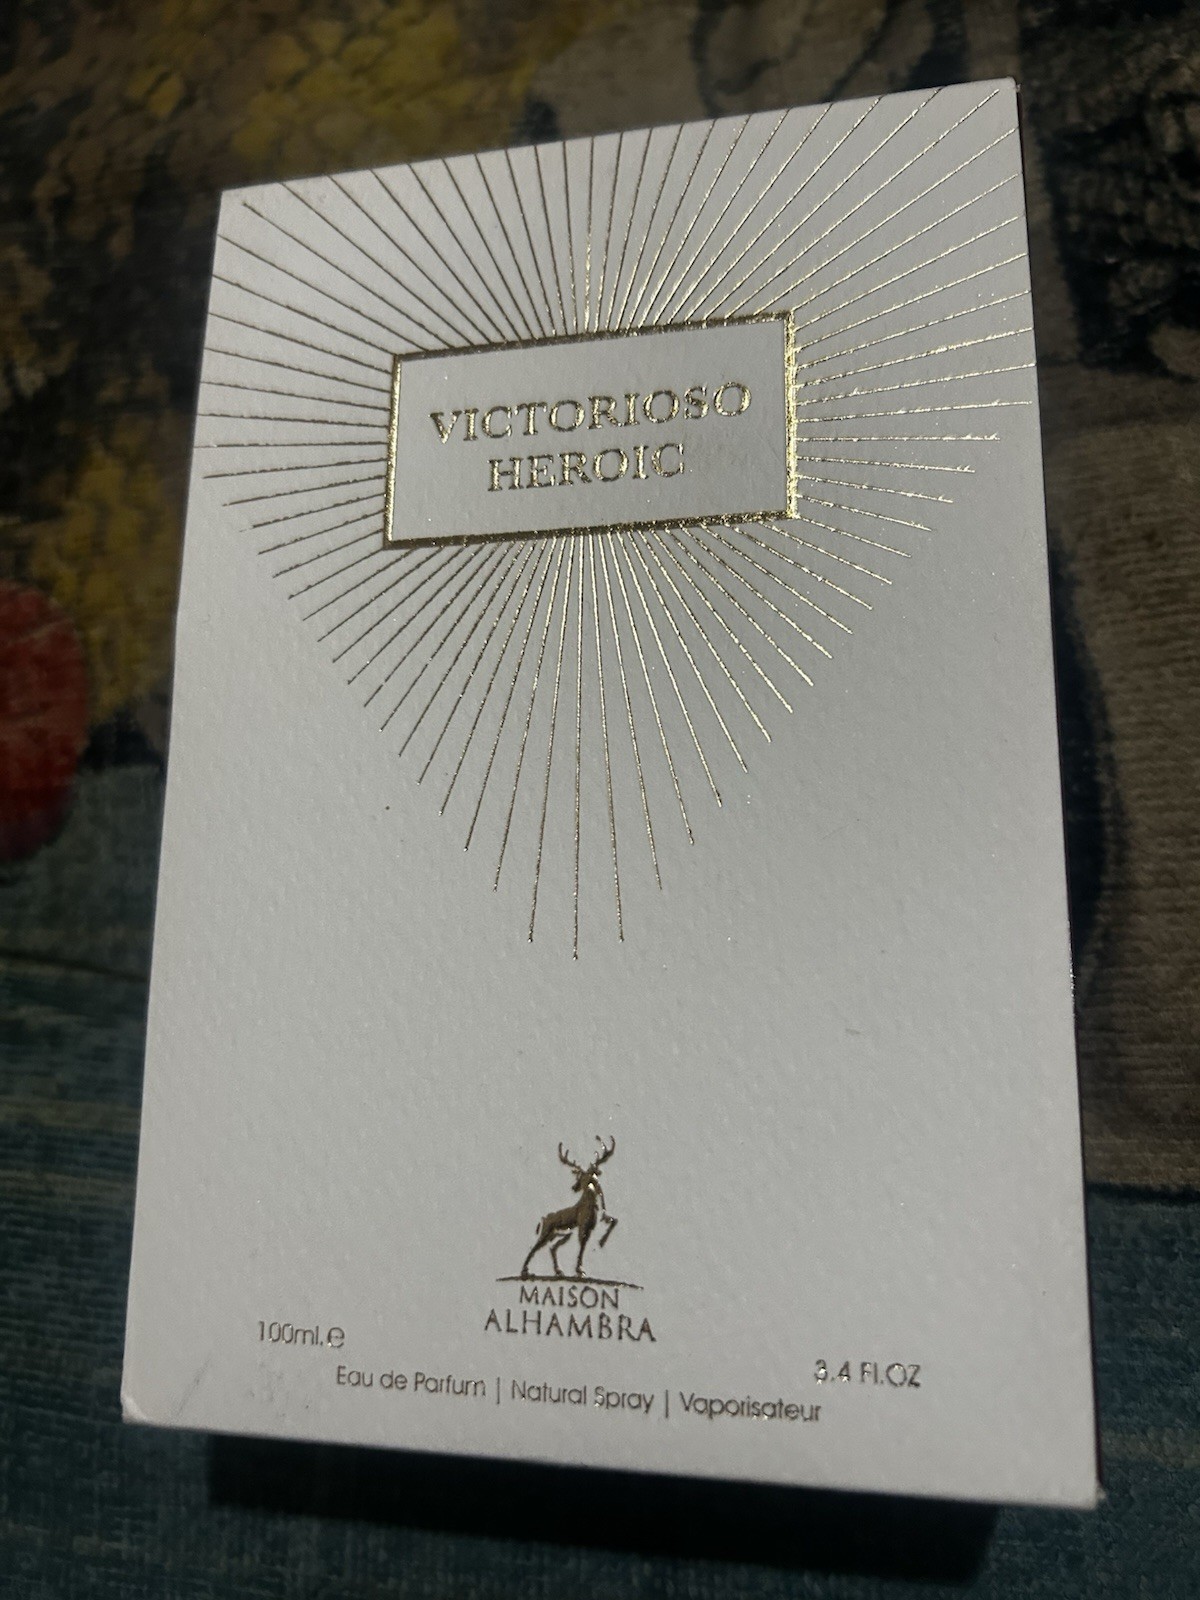 VICTORIOSO
HEROIC
MAISON
ALHAMBRA
100ml.e
3.4 Fl.OZ
Eau de Parfum | Natural Spray | Vaporisateur